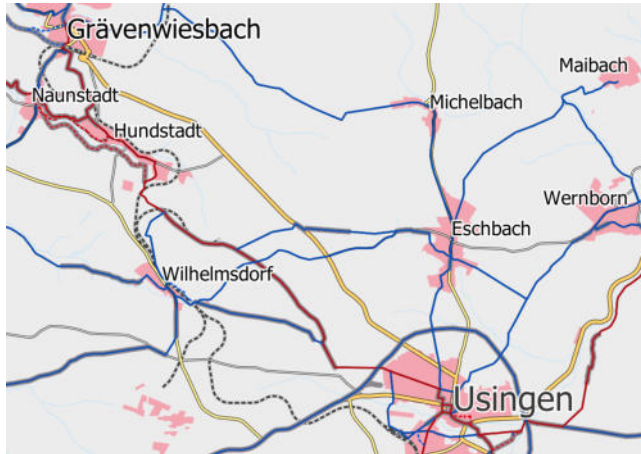 Grävenwiesbach
Maibach
Naunstadt
Michelbach
Hundstadt
Wernborn
Eschbach
Wilhelmsdorf
Usingen